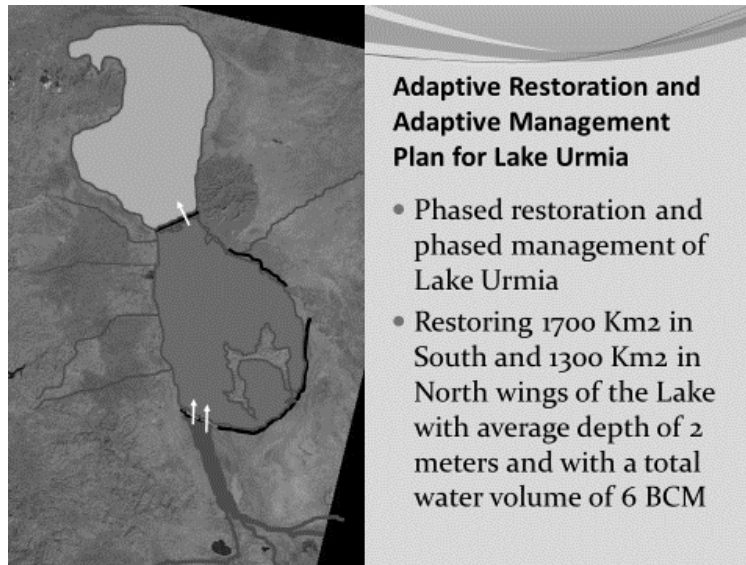 Adaptive Restoration and
Adaptive Management
Plan for Lake Urmia
• Phased restoration and
phased management of
Lake Urmia
• Restoring 1700 Km2 in
South and 1300 Km2 in
North wings of the Lake
with average depth of 2
meters and with a total
water volume of 6 BCM